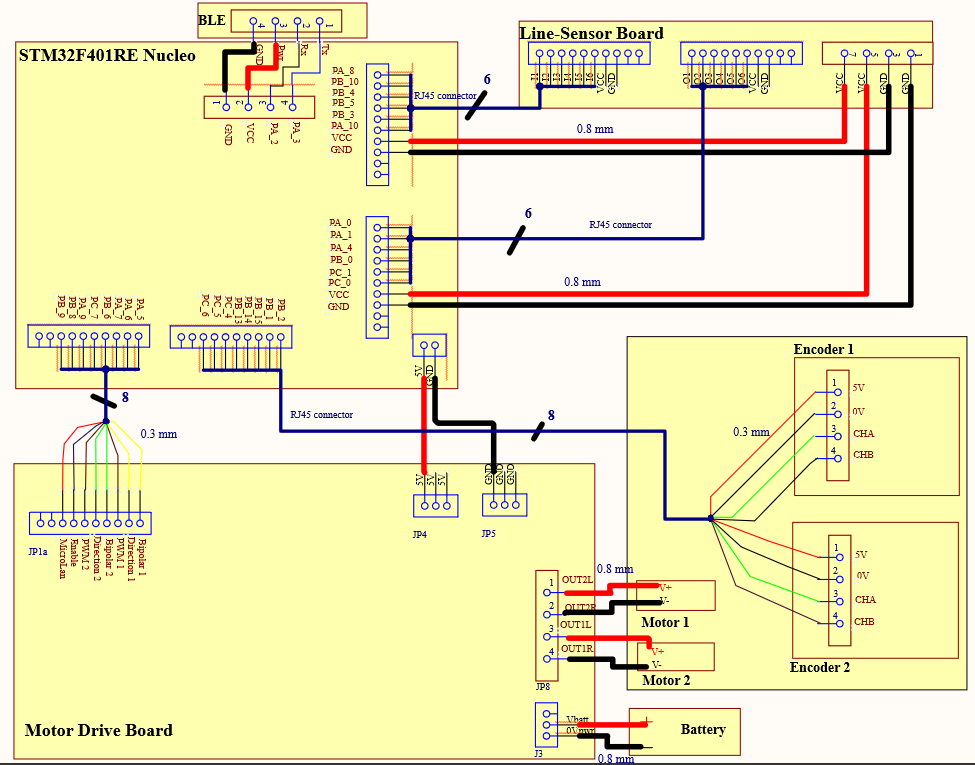 BLE
4
3
2
1
GND
Pwr
Rx
Tx
STM32F401RE Nucleo
1
2
3
4
GND
VCC
PA_2
PA_3
PA_8
PB_10
PB_4
PB_5
PB_3
PA_10
VCC
GND
RJ45 connector
6
Line-Sensor Board
I1
I2
I3
I4
I5
I6
VCC
GND
O1
O2
O3
O4
O5
O6
VCC
GND
7
5
3
1
VCC
VCC
GND
GND
0.8 mm
PA_0
PA_1
PA_4
PB_0
PC_1
PC_0
VCC
GND
6
RJ45 connector
0.8 mm
PB_9
PB_8
PA_9
PC_7
PB_6
PA_7
PA_6
PA_5
PC_6
PC_5
PC_4
PB_13
PB_14
PB_15
PB_1
PB_2
5V
GND
8
0.3 mm
RJ45 connector
8
Encoder 1
1
2
3
4
5V
0V
CHA
CHB
0.3 mm
Encoder 2
1
2
3
4
5V
0V
CHA
CHB
JP1a
MicroLan
Enable
PWM 2
Direction 2
Bipolar 2
PWM 1
Direction 1
Bipolar 1
5V
5V
5V
JP4
GND
GND
GND
JP5
1
2
3
4
OUT2L
OUT2R
OUT1L
OUT1R
JP8
0.8 mm
V+
V-
Motor 1
V+
V-
Motor 2
Motor Drive Board
Vbatt
0Vpwr
J3
0.8 mm
+
Battery